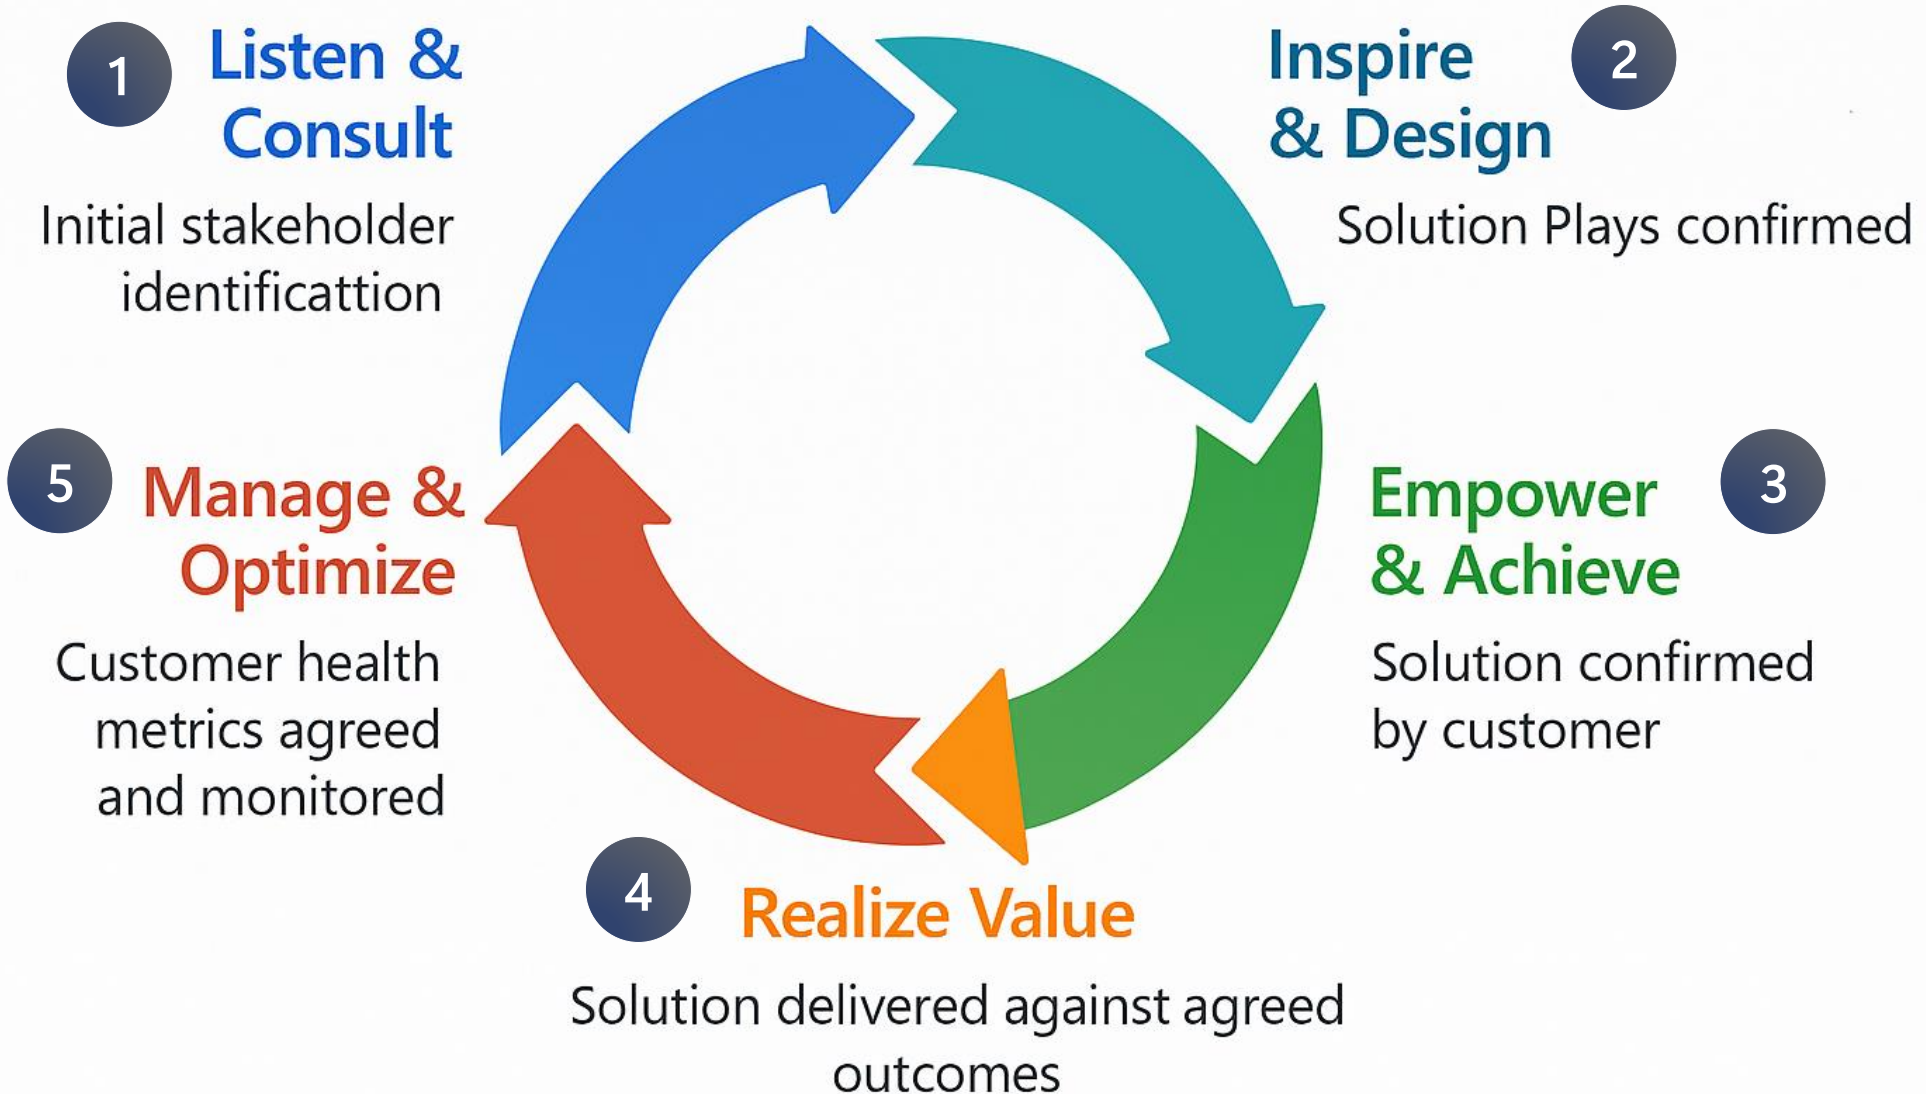 1
Listen &
Consult
Initial stakeholder
identificattion
2
Inspire
& Design
Solution Plays confirmed
3
Empower
& Achieve
Solution confirmed
by customer
4
Realize Value
Solution delivered against agreed
outcomes
5
Manage &
Optimize
Customer health
metrics agreed
and monitored